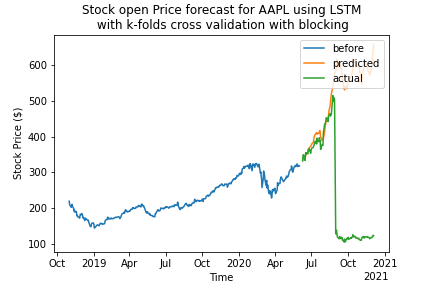 Stock open Price forecast for AAPL using LSTM
with k-folds cross validation with blocking
before
predicted
actual
Stock Price ($)
600
500
400
300
200
100
Oct 2019 Apr Jul Oct 2020 Apr Jul Oct 2021
Time
2021